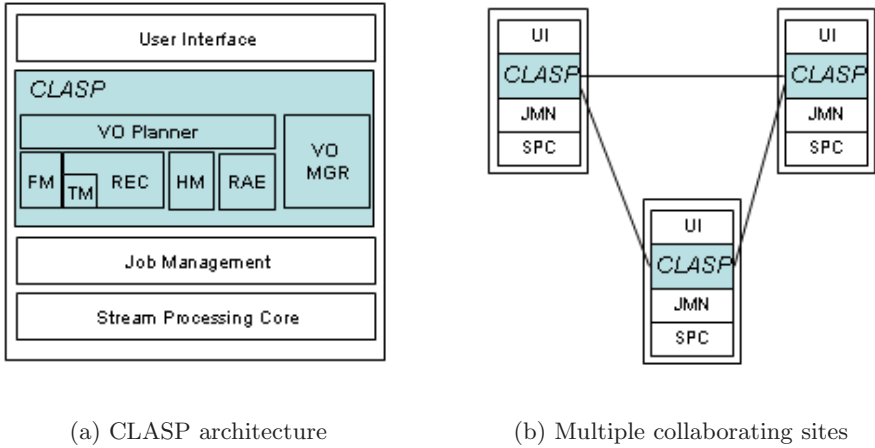 User Interface
CLASP
VO Planner
VO
MGR
FM
TM
REC
HM
RAE
Job Management
Stream Processing Core
(a) CLASP architecture
UI
CLASP
JMN
SPC
UI
CLASP
JMN
SPC
UI
CLASP
JMN
SPC
(b) Multiple collaborating sites